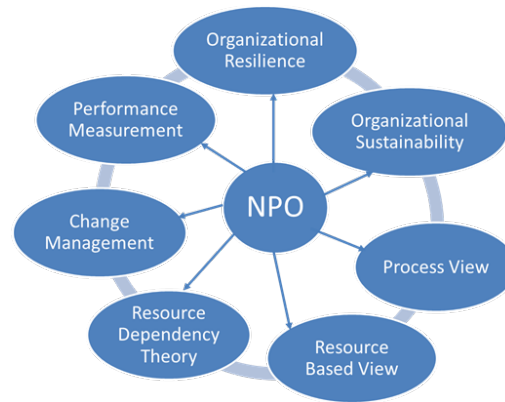 Organizational
Resilience
Organizational
Sustainability
Process View
Resource
Based View
Resource
Dependency
Theory
Change
Management
Performance
Measurement
NPO